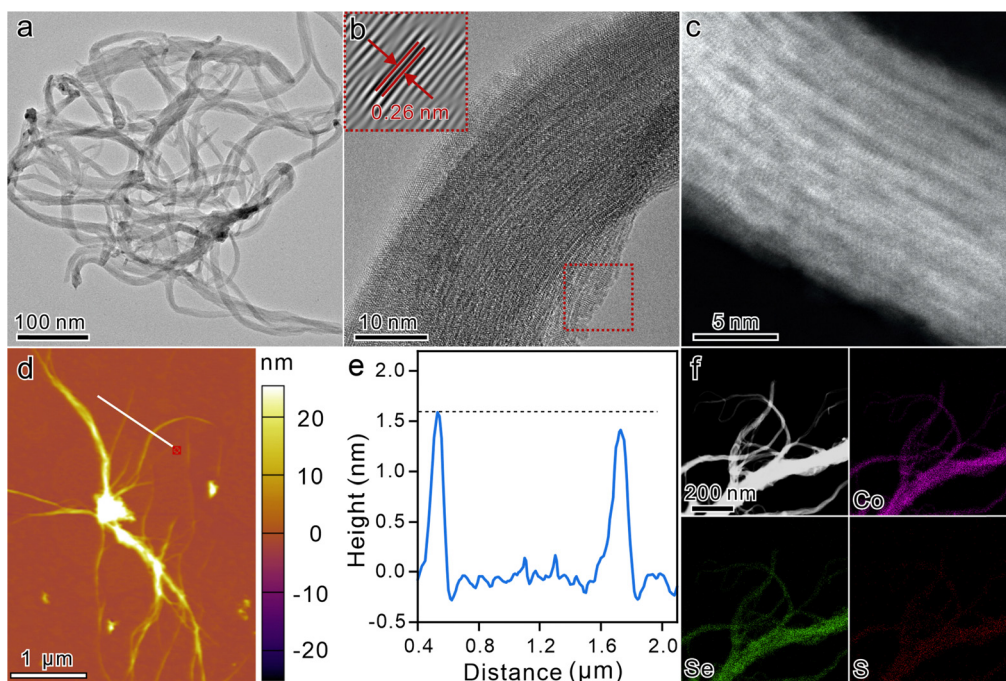 a
100 nm
b
0.26 nm
10 nm
c
5 nm
d
nm
20
10
0
-10
-20
1 μm
e
Height (nm)
2.0
1.5
1.0
0.5
0.0
-0.5
0.4 0.8 1.2 1.6 2.0
Distance (μm)
f
200 nm
Co
Se
S